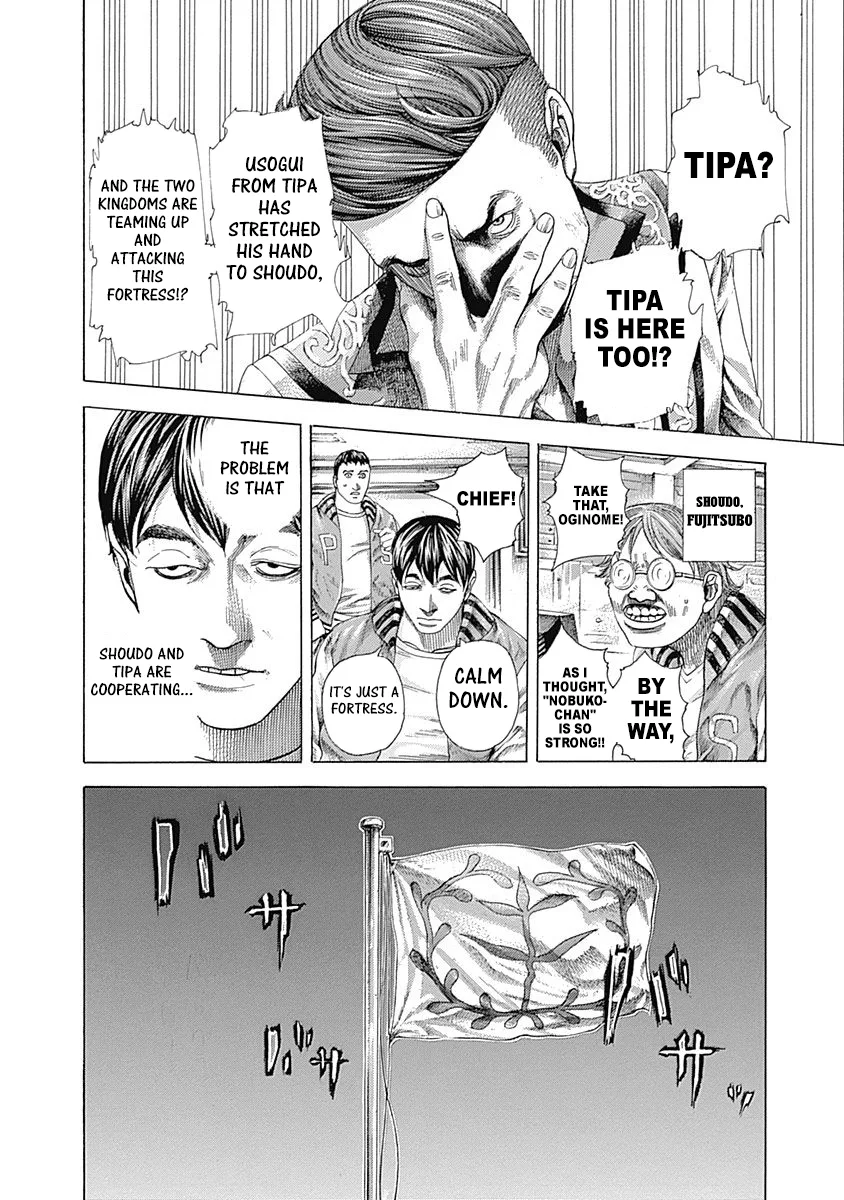 TIPA?
TIPA
IS HERE
TOO!?
USOGUI
FROM TIPA
HAS
STRETCHED
HIS HAND
TO SHOUDO,
AND THE TWO
KINGDOMS ARE
TEAMING UP
AND
ATTACKING
THIS
FORTRESS!?
SHOUDO,
FUJITSUBO
TAKE
THAT,
OGINOME!
BY
THE
WAY,
AS I
THOUGHT,
"NOBUKO-
CHAN"
IS SO
STRONG!!
CHIEF!
P S
S
CALM
DOWN.
IT'S JUST A
FORTRESS.
THE
PROBLEM
IS THAT
SHOUDO AND
TIPA ARE
COOPERATING...